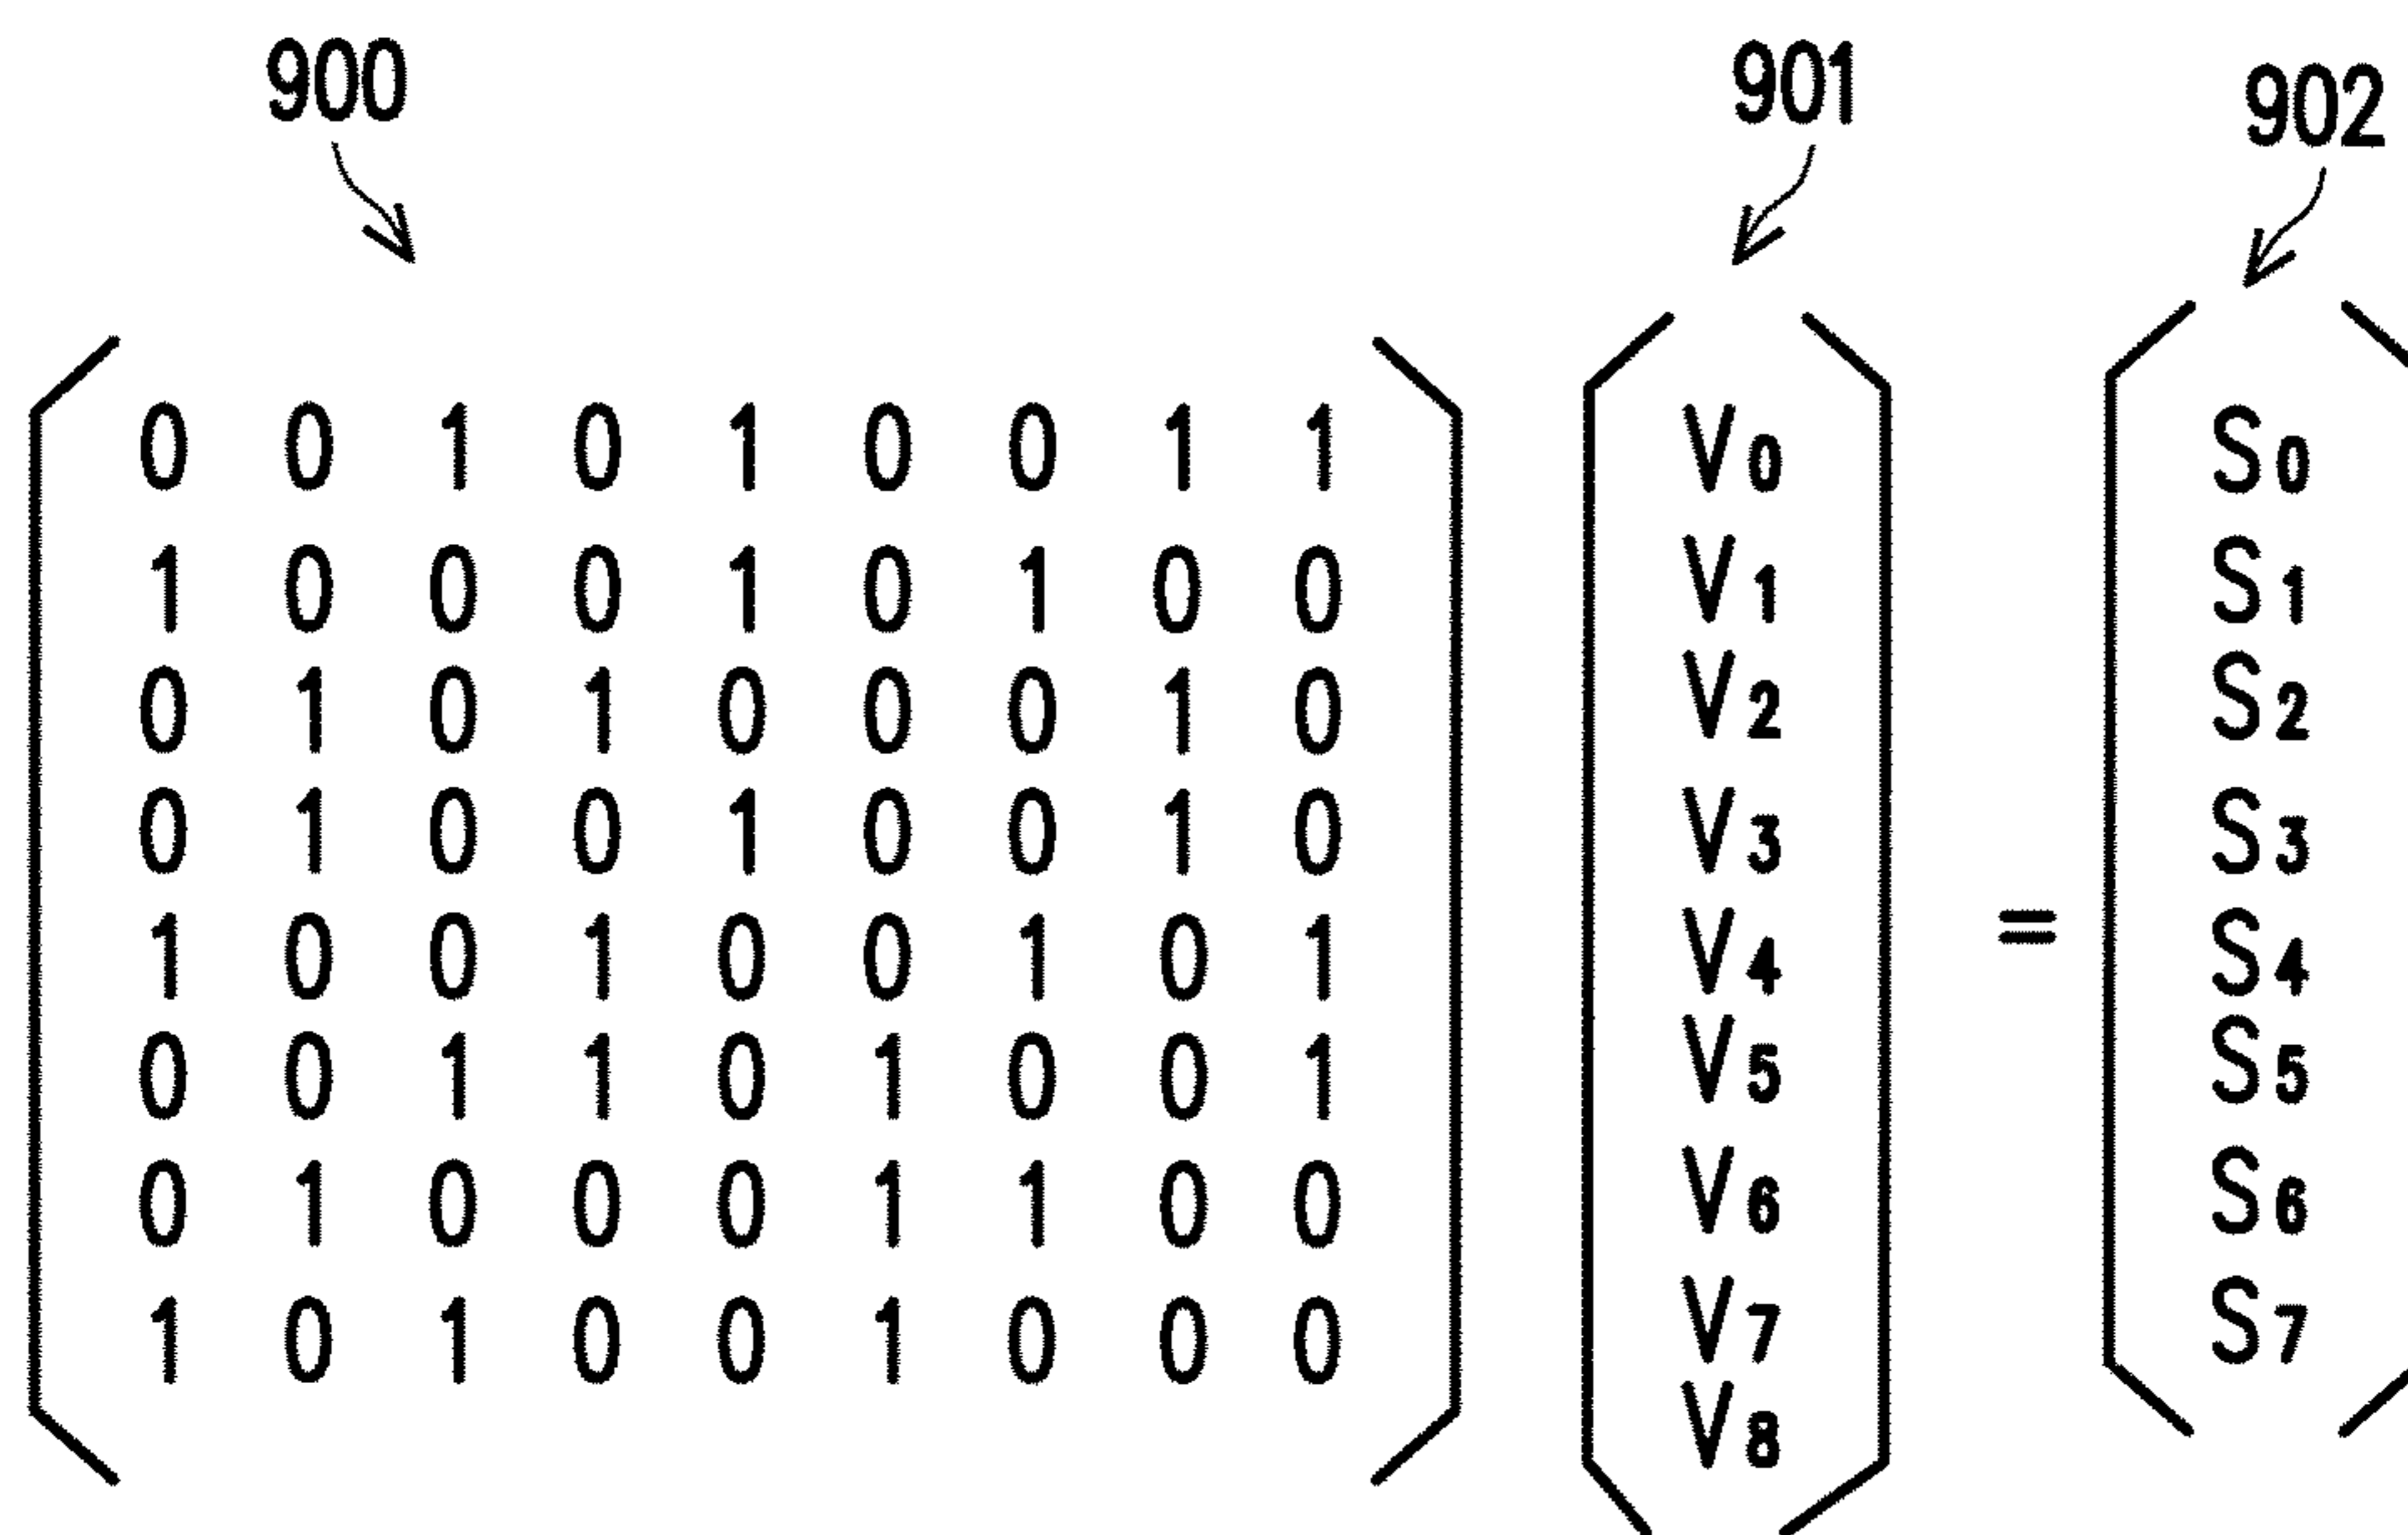 900 901 902
0 0 1 0 1 0 0 1 1 V0 S0
1 0 0 0 1 0 1 0 0 V1 S1
0 1 0 1 0 0 0 1 0 V2 S2
0 1 0 0 1 0 0 1 0 V3 S3
1 0 0 1 0 0 1 0 1 V4 = S4
0 0 1 1 0 1 0 0 1 V5 S5
0 1 0 0 0 1 1 0 0 V6 S6
1 0 1 0 0 1 0 0 0 V7 S7
V8